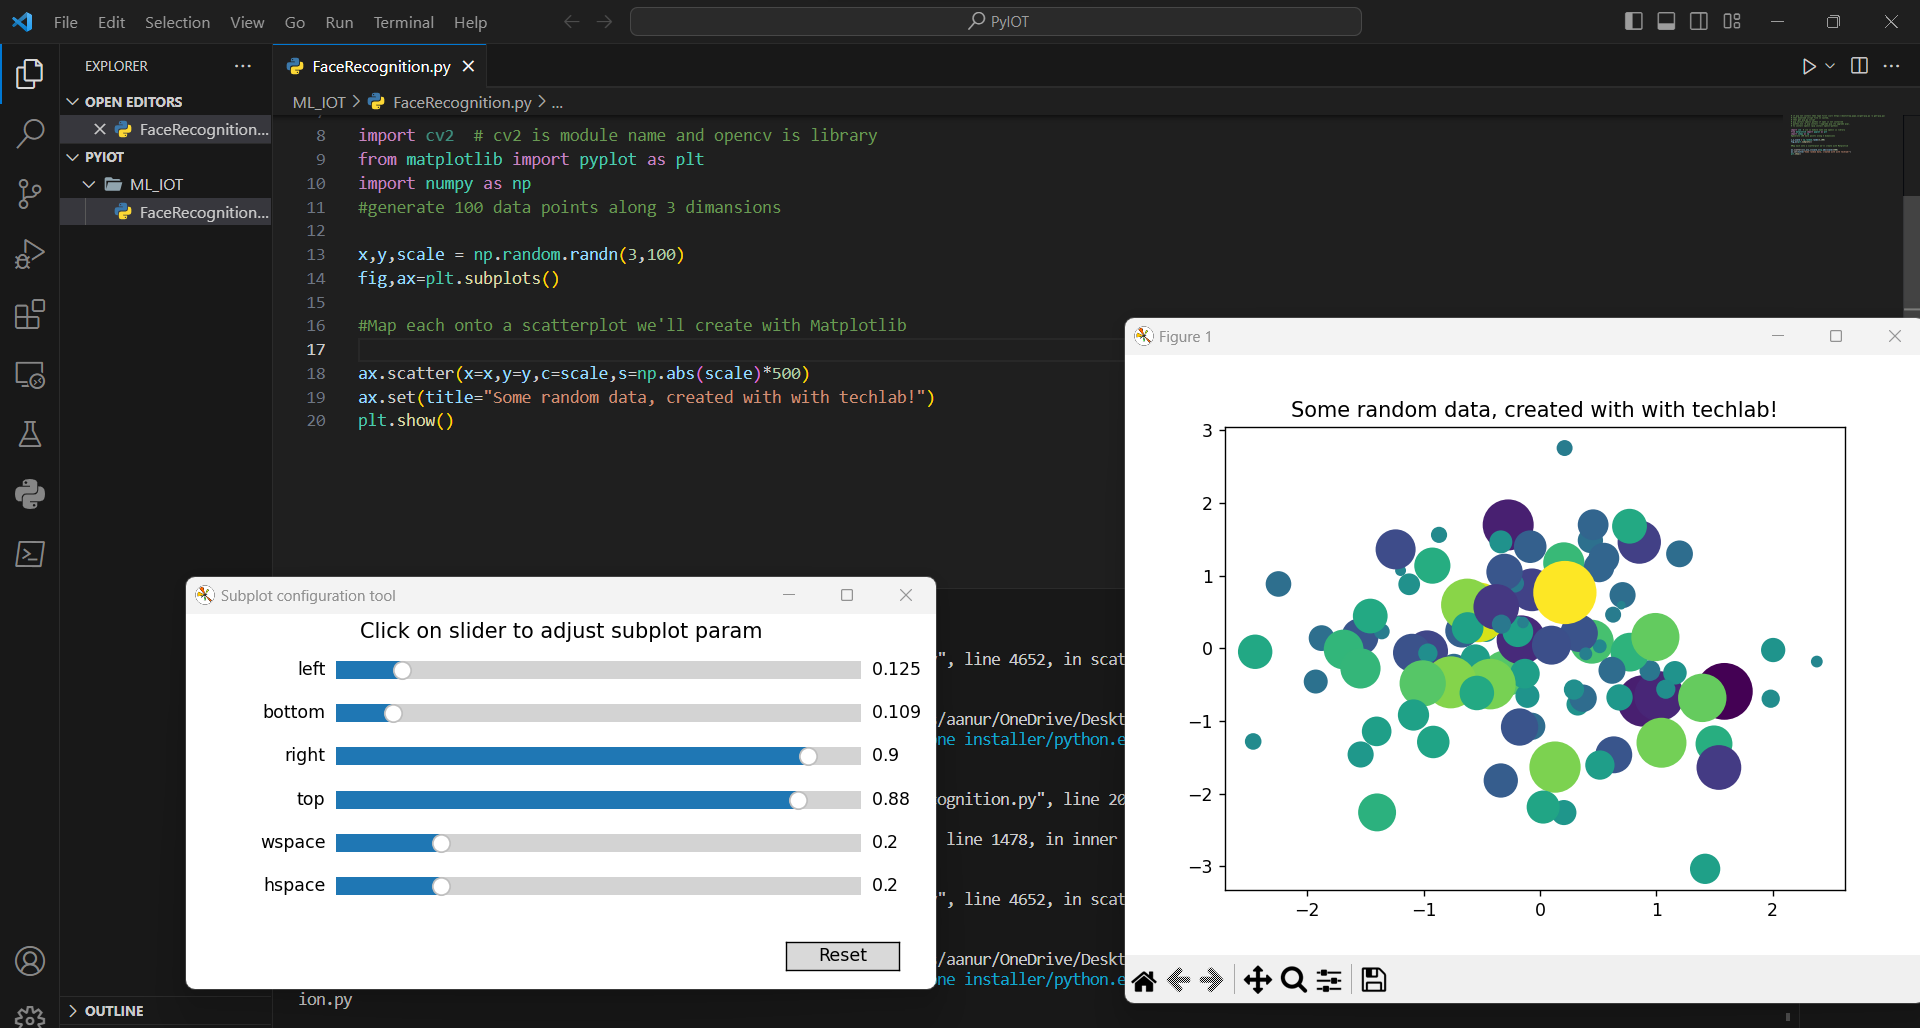 File Edit Selection View Go Run Terminal Help
PyIOT
EXPLORER
FaceRecognition.py
OPEN EDITORS
ML_IOT > FaceRecognition.py > ...
FaceRecognition...
PYIOT
ML_IOT
FaceRecognition...
8 import cv2 # cv2 is module name and opencv is library
9 from matplotlib import pyplot as plt
10 import numpy as np
11 #generate 100 data points along 3 dimansions
12
13 x,y,scale = np.random.randn(3,100)
14 fig,ax=plt.subplots()
15
16 #Map each onto a scatterplot we'll create with Matplotlib
17
18 ax.scatter(x=x,y=y,c=scale,s=np.abs(scale)*500)
19 ax.set(title="Some random data, created with with techlab!")
20 plt.show()
Subplot configuration tool
Click on slider to adjust subplot param
left 0.125
bottom 0.109
right 0.9
top 0.88
wspace 0.2
hspace 0.2
Reset
", line 4652, in scat
/aanur/OneDrive/Deskt
ne installer/python.e
ognition.py", line 20
line 1478, in inner
", line 4652, in scat
/aanur/OneDrive/Deskt
ne installer/python.e
ion.py
OUTLINE
Figure 1
Some random data, created with with techlab!
3
2
1
0
−1
−2
−3
−2 −1 0 1 2